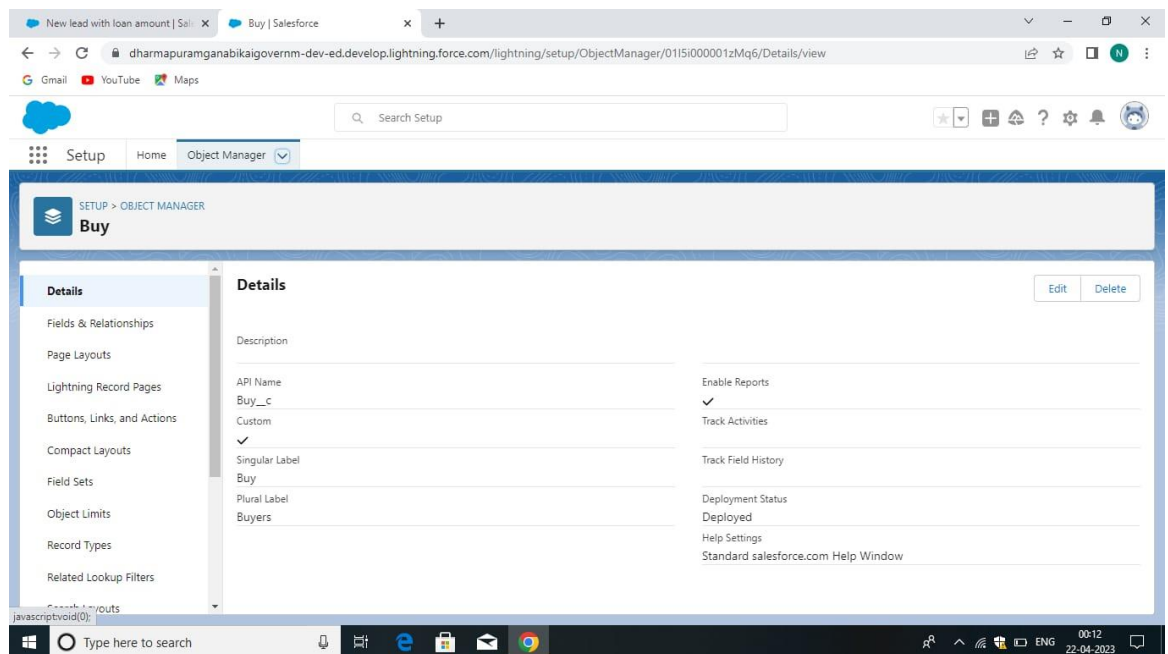 New lead with loan amount | Sal
Buy | Salesforce
dharmapuramganabikaigovernm-dev-ed.develop.lightning.force.com/lightning/setup/ObjectManager/01I5i000001zMq6/Details/view
N
Gmail
YouTube
Maps
Search Setup
Setup
Home
Object Manager
SETUP > OBJECT MANAGER
Buy
Details
Fields & Relationships
Page Layouts
Lightning Record Pages
Buttons, Links, and Actions
Compact Layouts
Field Sets
Object Limits
Record Types
Related Lookup Filters
Search Layouts
Details
Edit
Delete
Description
API Name
Buy__c
Custom
Singular Label
Buy
Plural Label
Buyers
Enable Reports
Track Activities
Track Field History
Deployment Status
Deployed
Help Settings
Standard salesforce.com Help Window
javascript:void(0);
Type here to search
ENG
00:12
22-04-2023